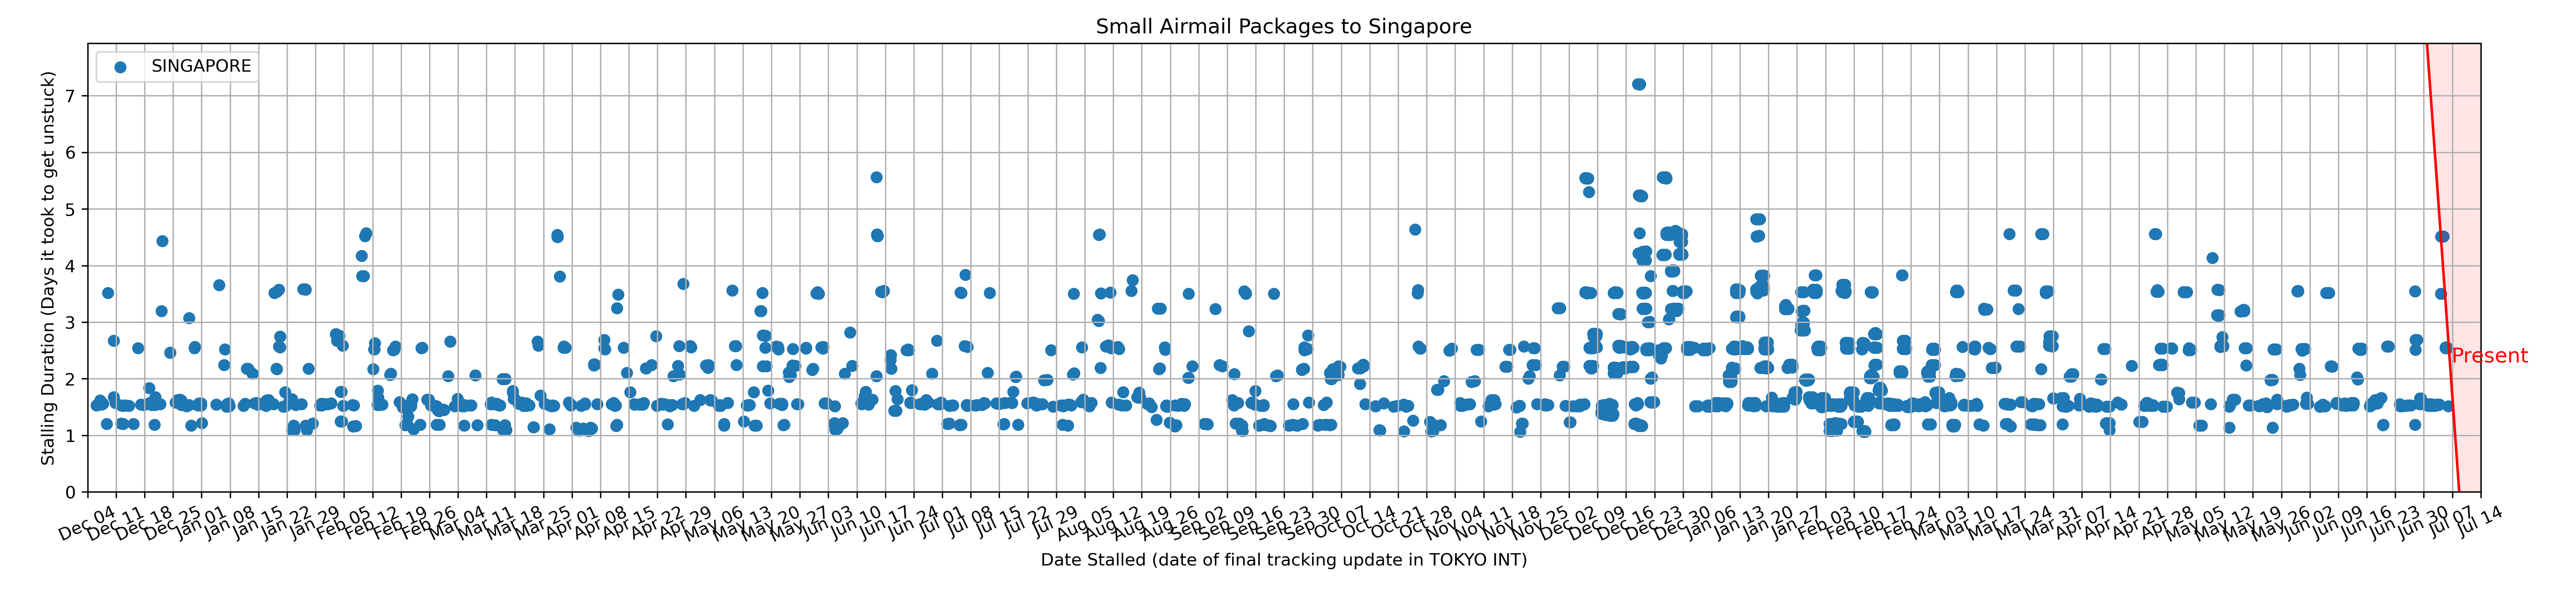 Small Airmail Packages to Singapore
SINGAPORE
Stalling Duration (Days it took to get unstuck)
7
6
5
4
3
2
1
0
Present
Dec 04
Dec 11
Dec 18
Dec 25
Jan 01
Jan 08
Jan 15
Jan 22
Jan 29
Feb 05
Feb 12
Feb 19
Feb 26
Mar 04
Mar 11
Mar 18
Mar 25
Apr 01
Apr 08
Apr 15
Apr 22
Apr 29
May 06
May 13
May 20
May 27
Jun 03
Jun 10
Jun 17
Jun 24
Jul 01
Jul 08
Jul 15
Jul 22
Jul 29
Aug 05
Aug 12
Aug 19
Aug 26
Sep 02
Sep 09
Sep 16
Sep 23
Sep 30
Oct 07
Oct 14
Oct 21
Oct 28
Nov 04
Nov 11
Nov 18
Nov 25
Dec 02
Dec 09
Dec 16
Dec 23
Dec 30
Jan 06
Jan 13
Jan 20
Jan 27
Feb 03
Feb 10
Feb 17
Feb 24
Mar 03
Mar 10
Mar 17
Mar 24
Mar 31
Apr 07
Apr 14
Apr 21
Apr 28
May 05
May 12
May 19
May 26
Jun 02
Jun 09
Jun 16
Jun 23
Jun 30
Jul 07
Jul 14
Date Stalled (date of final tracking update in TOKYO INT)